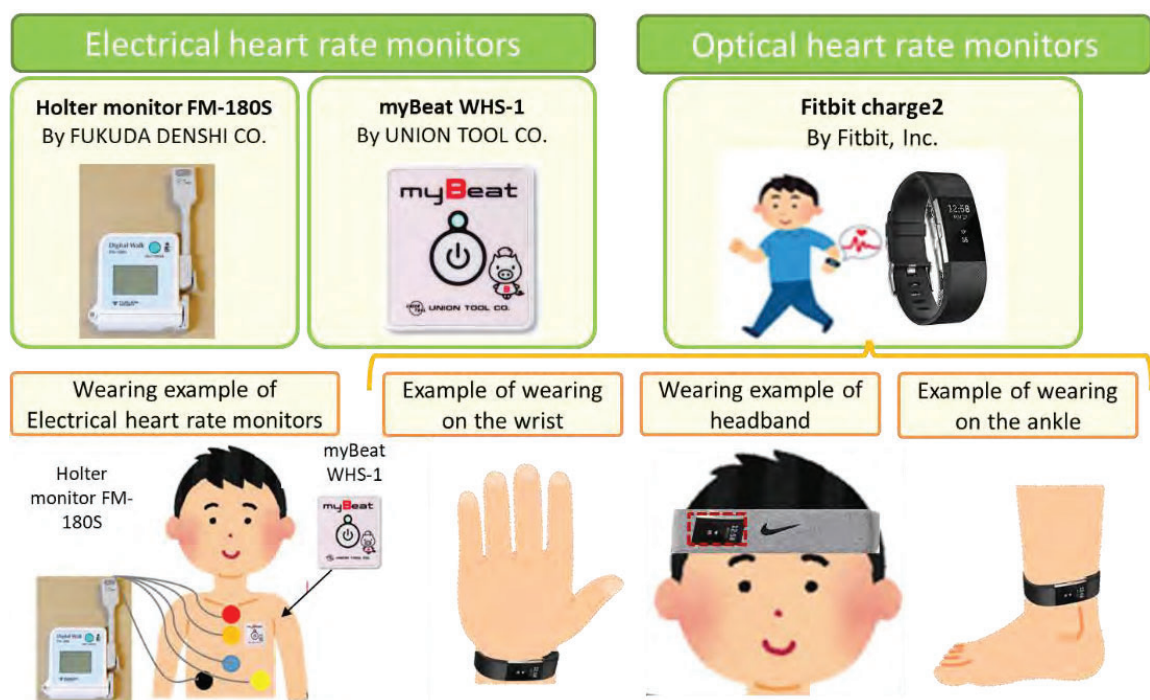 Electrical heart rate monitors
Optical heart rate monitors
Holter monitor FM-180S
By FUKUDA DENSHI CO.
myBeat WHS-1
By UNION TOOL CO.
Fitbit charge2
By Fitbit, Inc.
Digital Walk
myBeat
B
UNION TOOL CO.
12:58
Wearing example of
Electrical heart rate monitors
Example of wearing
on the wrist
Wearing example of
headband
Example of wearing
on the ankle
Holter
monitor FM-
180S
myBeat
WHS-1
myBeat
Digital Walk